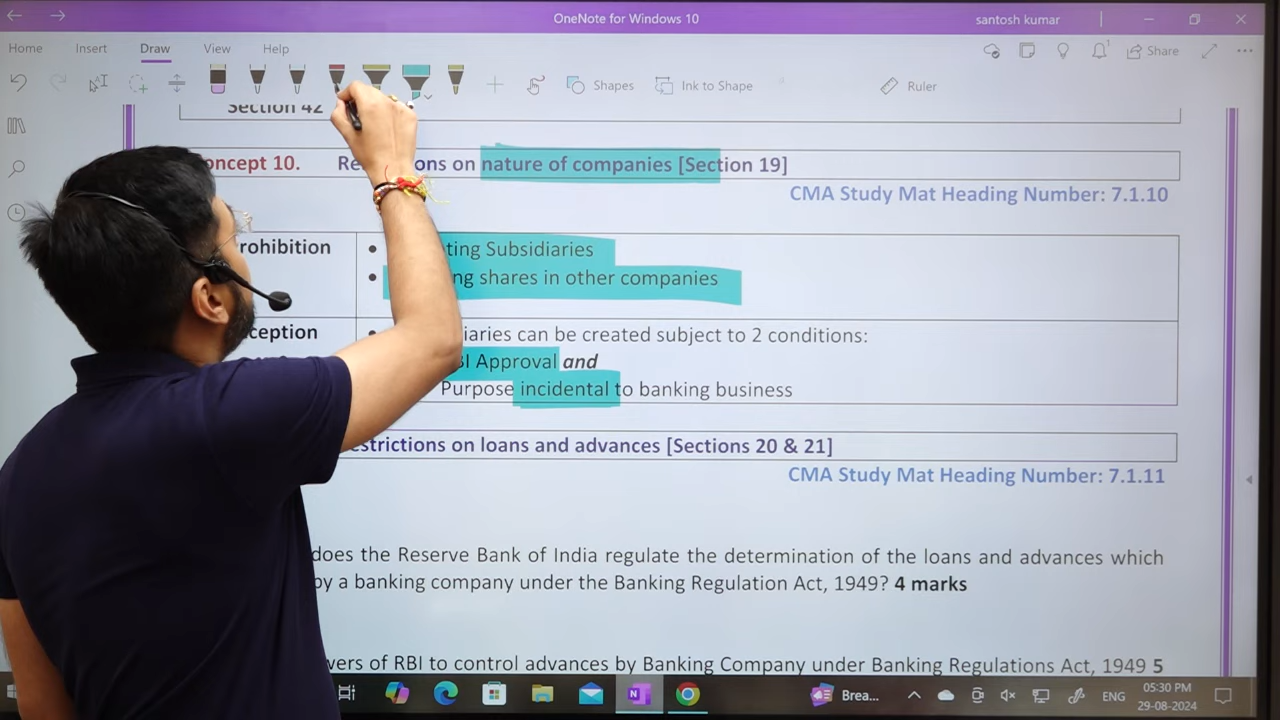 OneNote for Windows 10
santosh kumar
Home Insert Draw View Help
Share
Shapes
Ink to Shape
Ruler
Section 42
oncept 10. Re ons on nature of companies [Section 19]
CMA Study Mat Heading Number: 7.1.10
rohibition
ting Subsidiaries
ng shares in other companies
ception
iaries can be created subject to 2 conditions:
BI Approval and
Purpose incidental to banking business
estrictions on loans and advances [Sections 20 & 21]
CMA Study Mat Heading Number: 7.1.11
does the Reserve Bank of India regulate the determination of the loans and advances which
by a banking company under the Banking Regulation Act, 1949? 4 marks
wers of RBI to control advances by Banking Company under Banking Regulations Act, 1949 5
Brea...
ENG
05:30 PM
29-08-2024